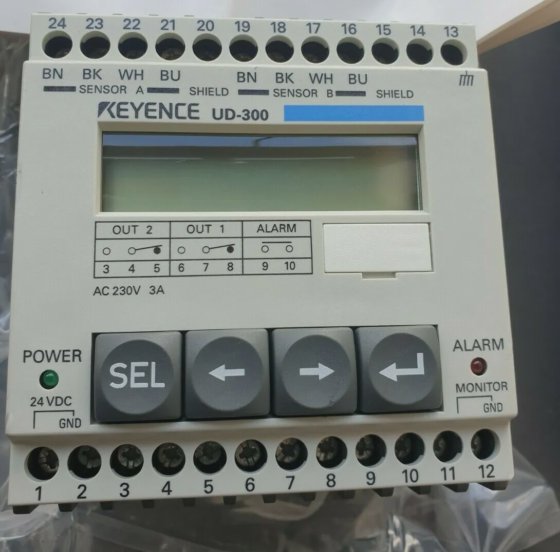 24 23 22 21 20 19 18 17 16 15 14 13
BN BK WH BU BN BK WH BU
SENSOR A SHIELD SENSOR B SHIELD
KEYENCE UD-300
OUT 2 OUT 1 ALARM
3 4 5 6 7 8 9 10
AC 230V 3A
POWER SEL ALARM
24 VDC MONITOR
GND GND
1 2 3 4 5 6 7 8 9 10 11 12